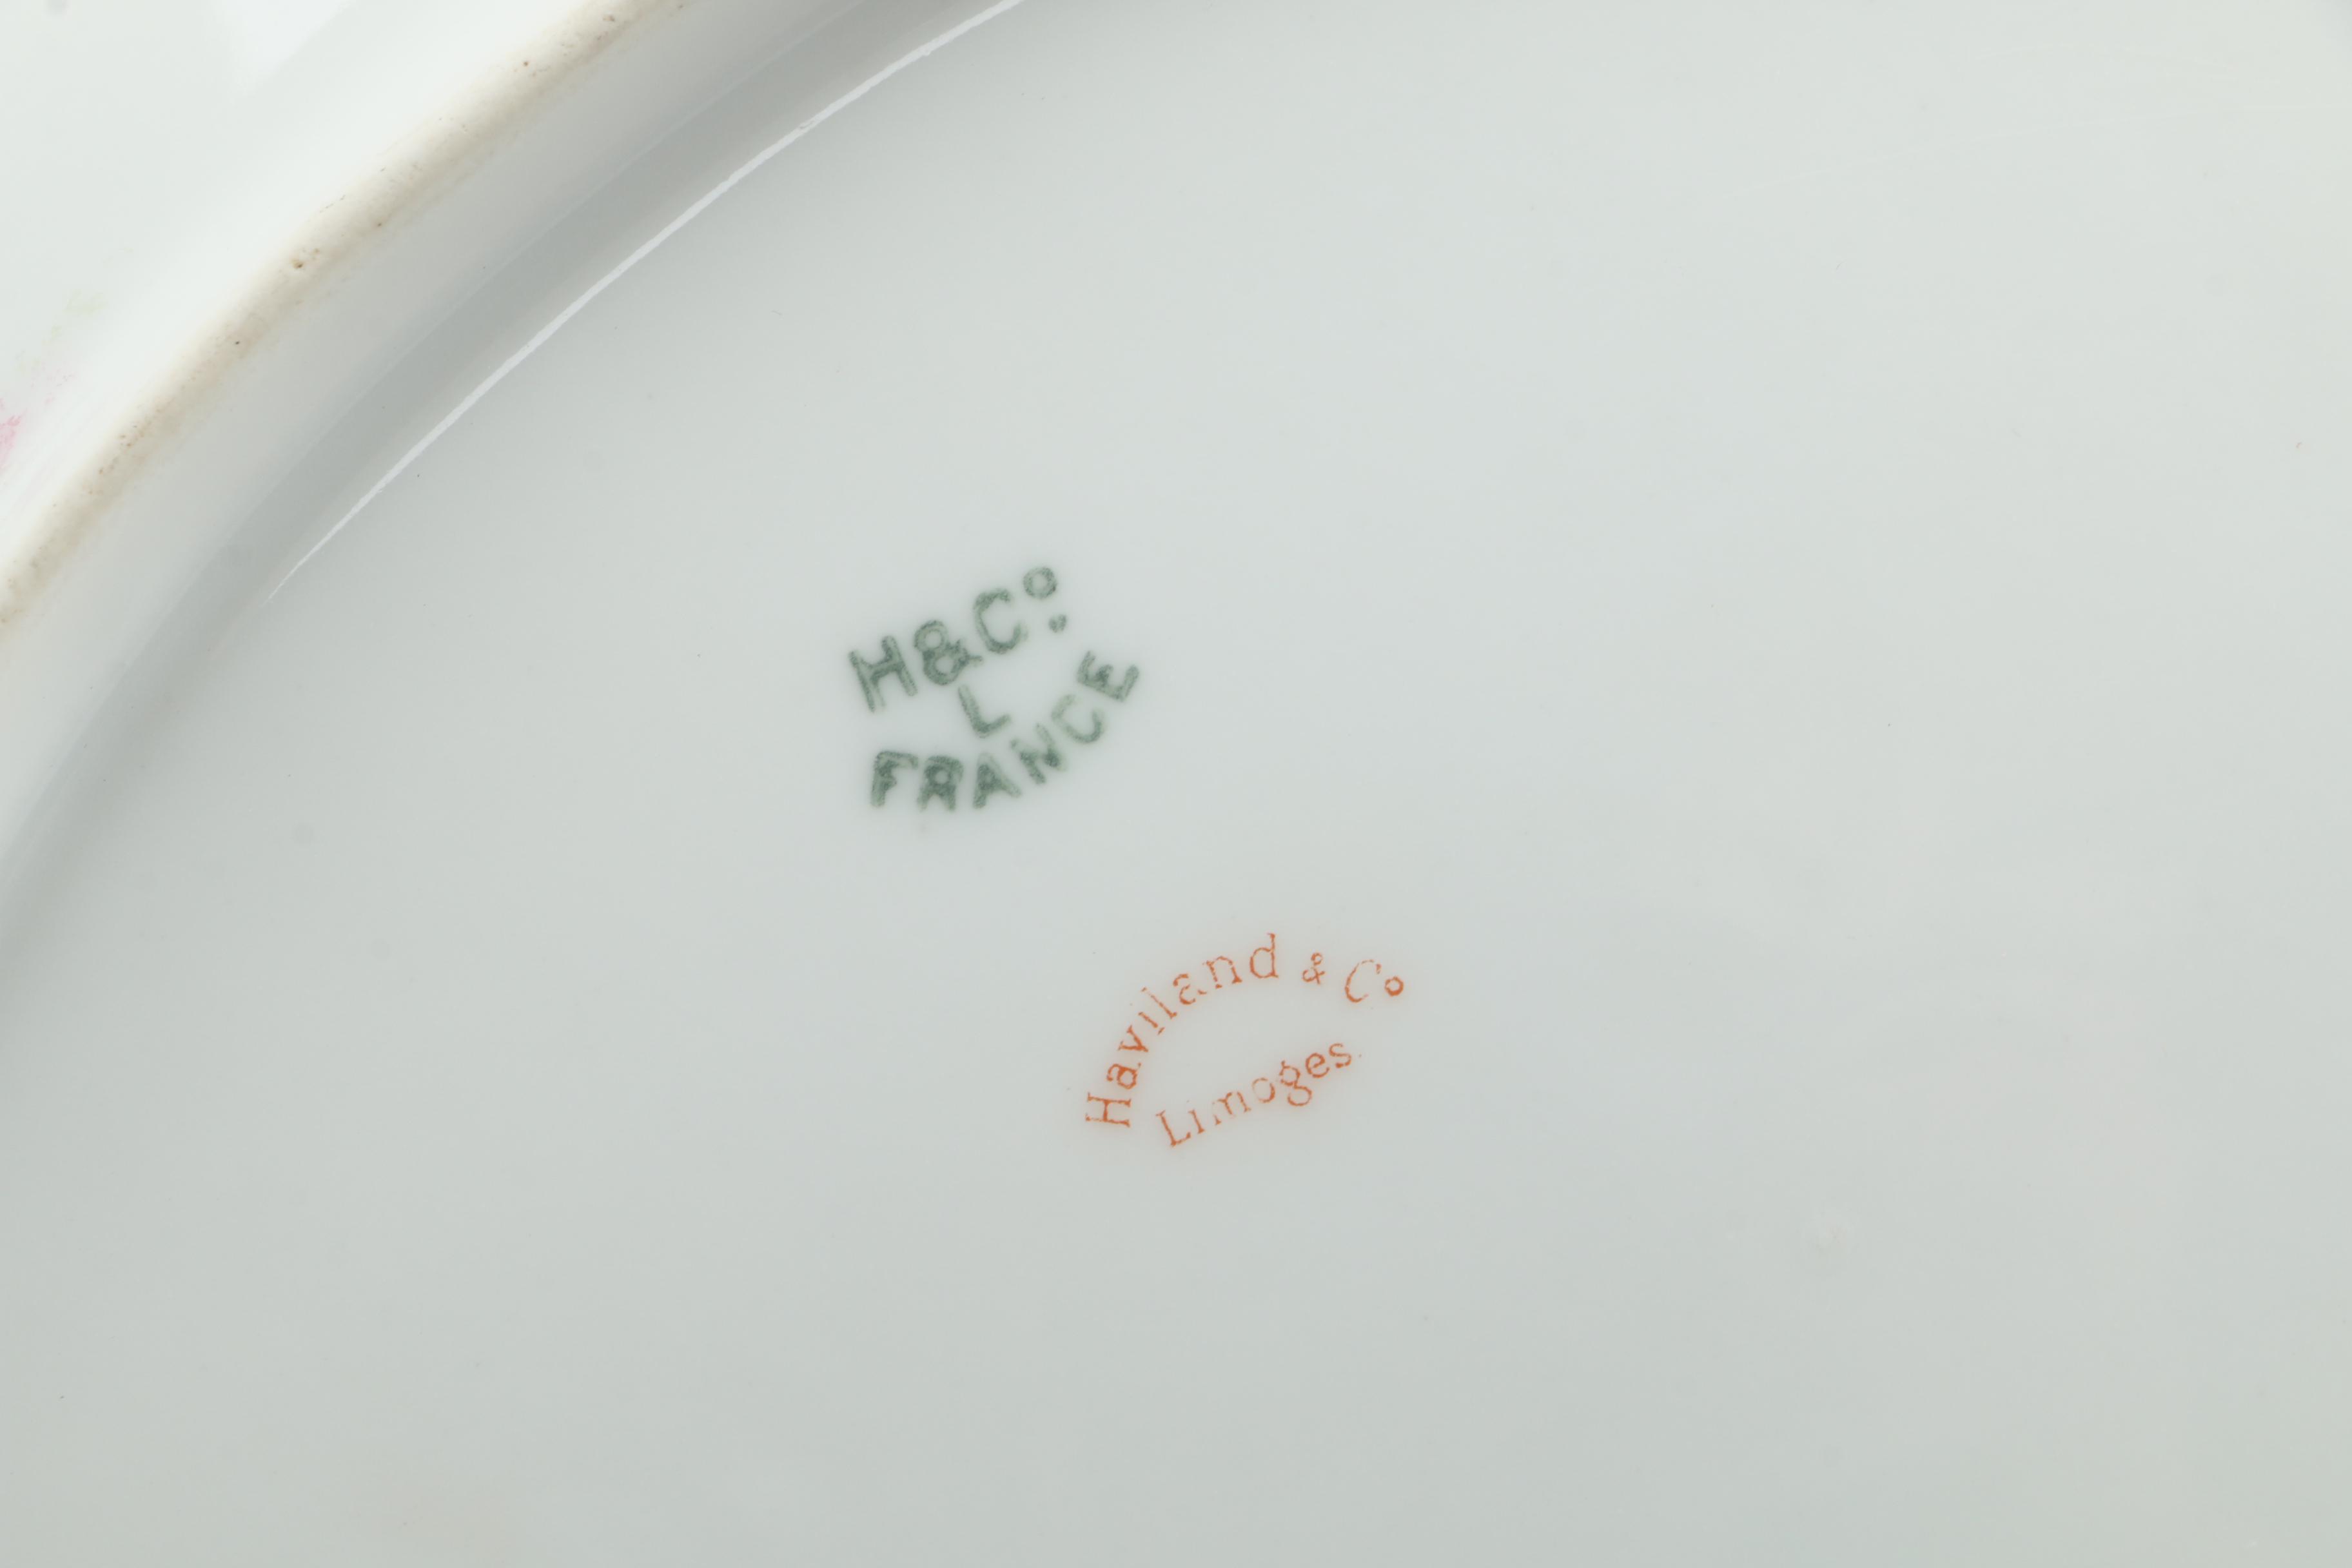 H&Cº.
L
FRANCE
Haviland & Co
Limoges